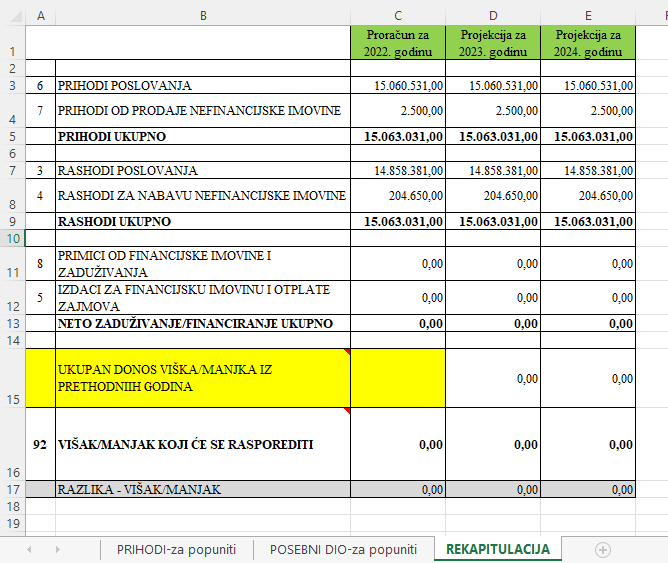 A B C D E
1 Proračun za Projekcija za Projekcija za
2022. godinu 2023. godinu 2024. godinu
2
3 6 PRIHODI POSLOVANJA 15.060.531,00 15.060.531,00 15.060.531,00
4 7 PRIHODI OD PRODAJE NEFINANCIJSKE IMOVINE 2.500,00 2.500,00 2.500,00
5 PRIHODI UKUPNO 15.063.031,00 15.063.031,00 15.063.031,00
6
7 3 RASHODI POSLOVANJA 14.858.381,00 14.858.381,00 14.858.381,00
8 4 RASHODI ZA NABAVU NEFINANCIJSKE IMOVINE 204.650,00 204.650,00 204.650,00
9 RASHODI UKUPNO 15.063.031,00 15.063.031,00 15.063.031,00
10
11 8 PRIMICI OD FINANCIJSKE IMOVINE I
ZADUŽIVANJA 0,00 0,00 0,00
12 5 IZDACI ZA FINANCIJSKU IMOVINU I OTPLATE
ZAJMOVA 0,00 0,00 0,00
13 NETO ZADUŽIVANJE/FINANCIRANJE UKUPNO 0,00 0,00 0,00
14
15 UKUPAN DONOS VIŠKA/MANJKA IZ
PRETHODNIH GODINA 0,00 0,00
16 92 VIŠAK/MANJAK KOJI ĆE SE RASPOREDITI 0,00 0,00 0,00
17 RAZLIKA - VIŠAK/MANJAK 0,00 0,00 0,00
18
19
PRIHODI-za popuniti POSEBNI DIO-za popuniti REKAPITULACIJA